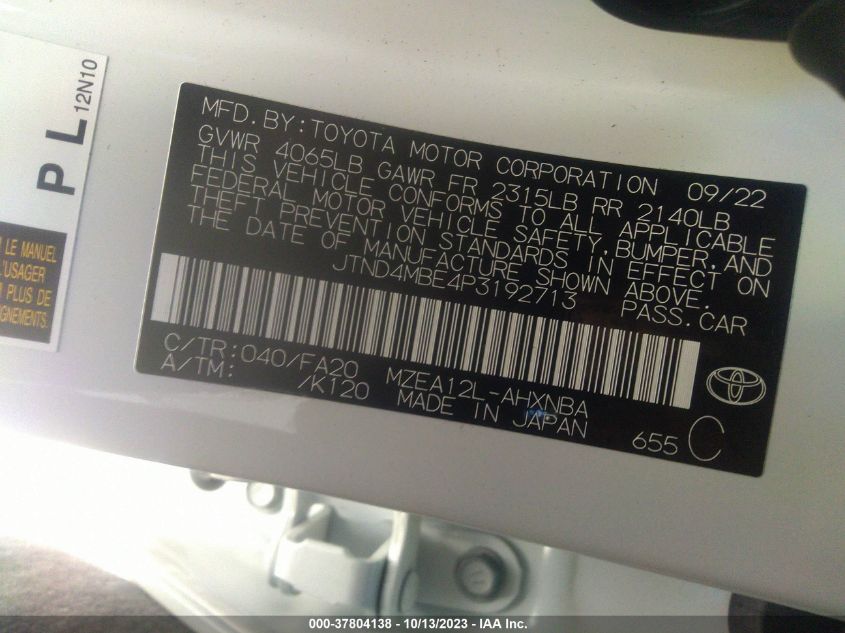 P L
12N10
LE MANUEL
L'USAGER
PLUS DE
IGNEMENTS.
MFD.BY:TOYOTA MOTOR CORPORATION 09/22
GVWR 4065LB GAWR FR 2315LB RR 2140LB
THIS VEHICLE CONFORMS TO ALL APPLICABLE
FEDERAL MOTOR VEHICLE SAFETY,BUMPER,AND
THEFT PREVENTION STANDARDS IN EFFECT ON
THE DATE OF MANUFACTURE SHOWN ABOVE.
JTND4MBE4P3192713 PASS.CAR
C/TR:040/FA20 MZEA12L-AHXNBA
A/TM: /K120 MADE IN JAPAN 655 C
000-37804138 - 10/13/2023 - IAA Inc.